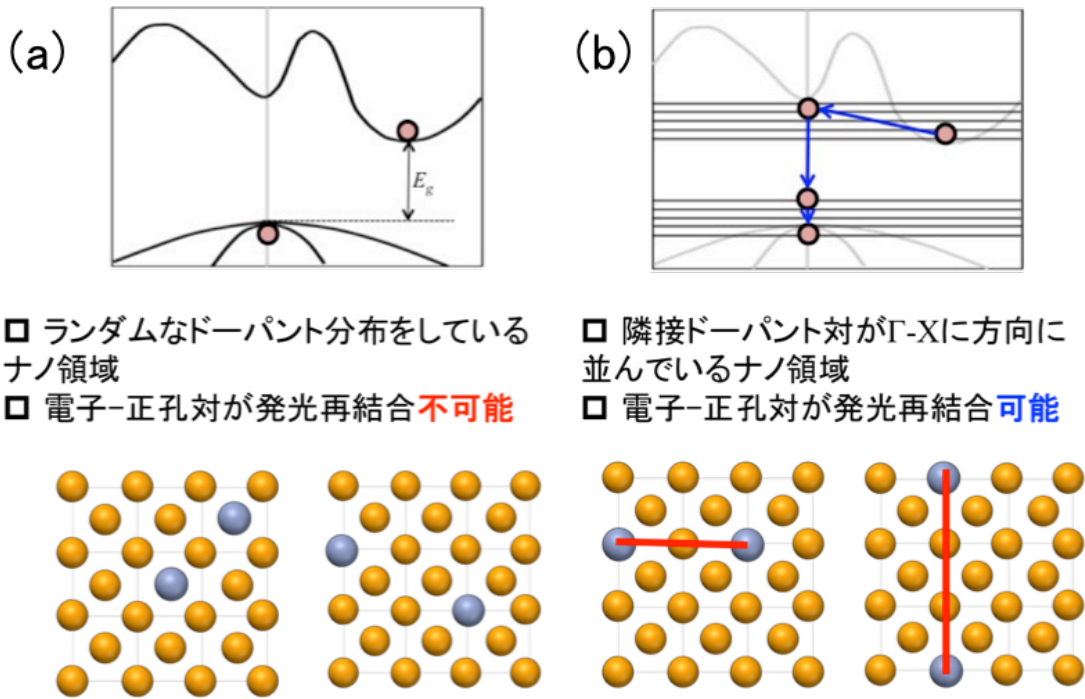 (a)
E_g
□ ランダムなドーパント分布をしている
ナノ領域
□ 電子−正孔対が発光再結合不可能
(b)
□ 隣接ドーパント対がΓ-Xに方向に
並んでいるナノ領域
□ 電子−正孔対が発光再結合可能